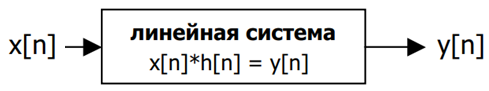 линейная система
x[n] x[n]*h[n] = y[n] y[n]